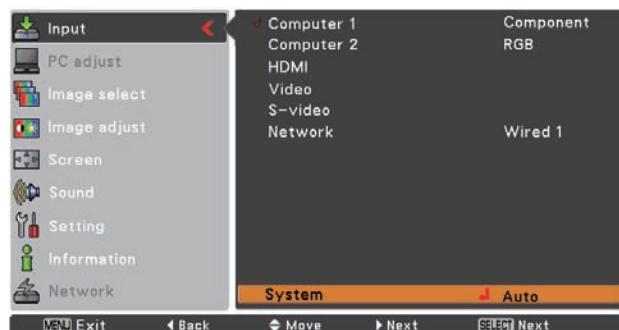 Input
PC adjust
Image select
Image adjust
Screen
Sound
Setting
Information
Network
Computer 1 Component
Computer 2 RGB
HDMI
Video
S-video
Network Wired 1
System Auto
MENU Exit Back Move Next SELECT Next